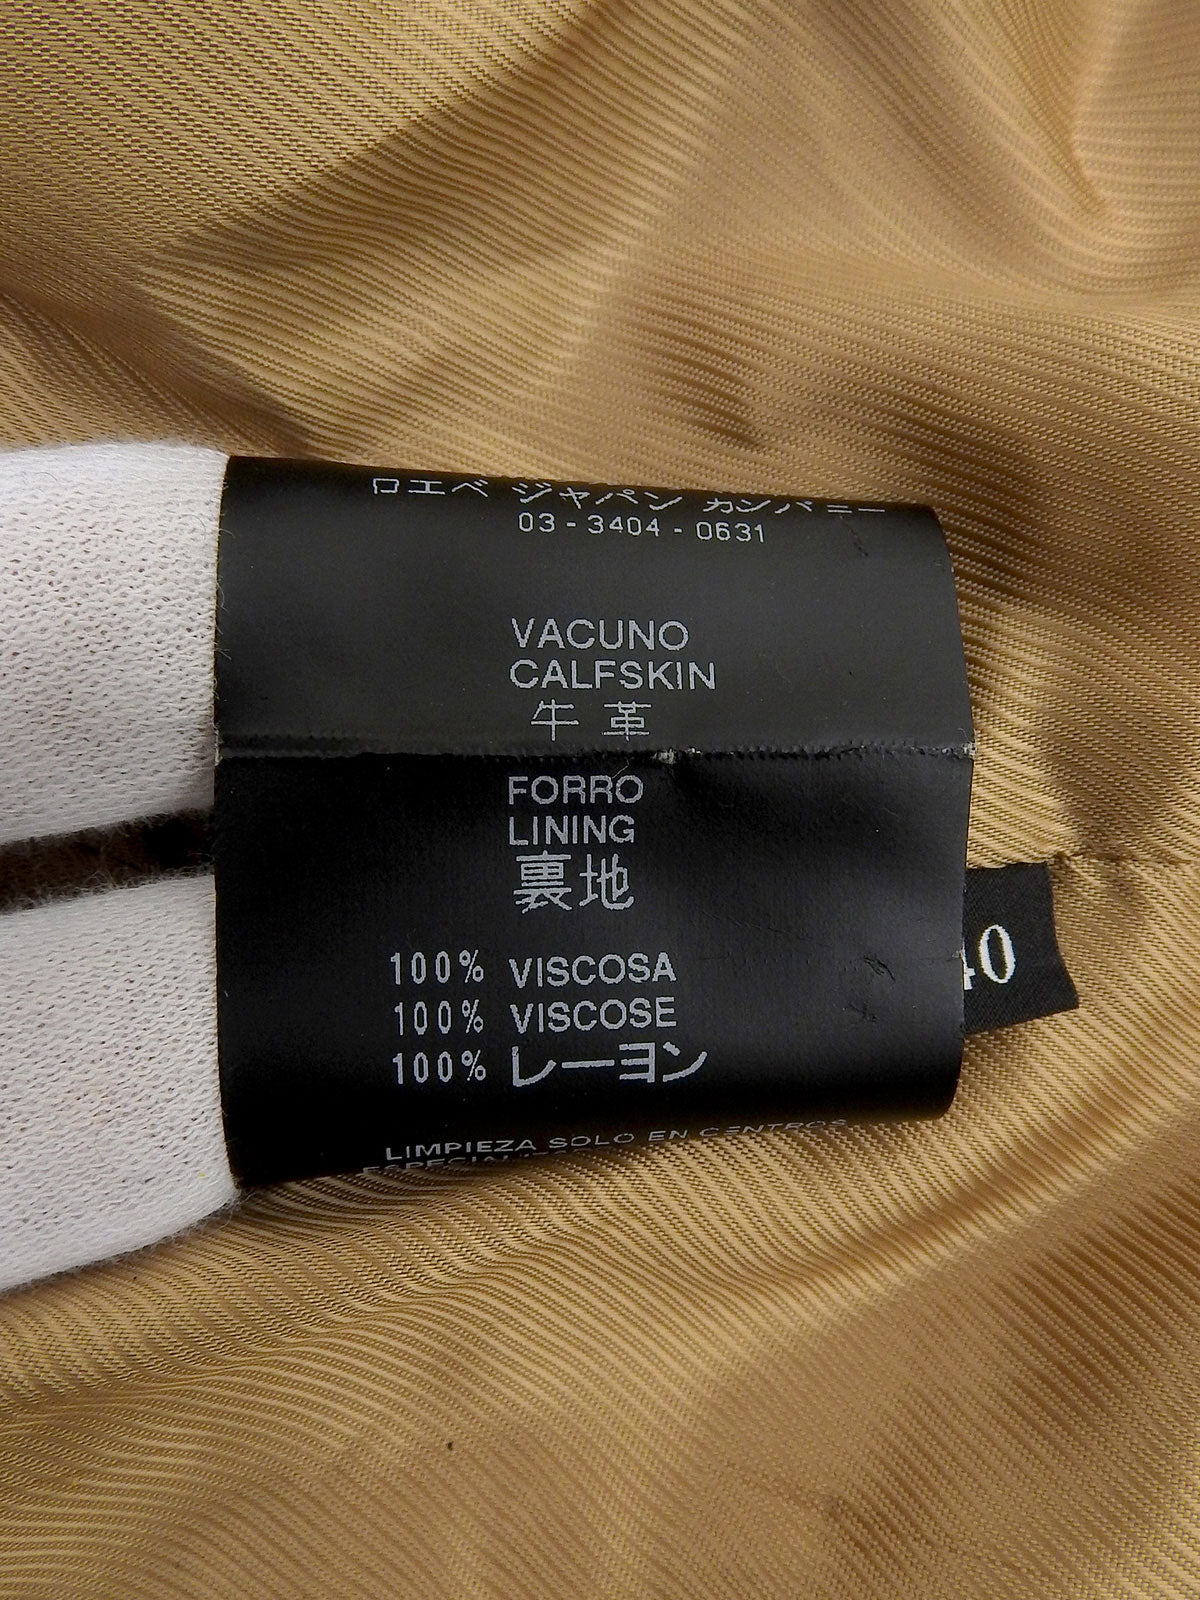 ロエベ ジャパン カンパニー
03 - 3404 - 0631
VACUNO
CALFSKIN
牛 革
FORRO
LINING
裏地
100% VISCOSA
100% VISCOSE
100% レーヨン
40
LIMPIEZA SOLO EN CENTROS